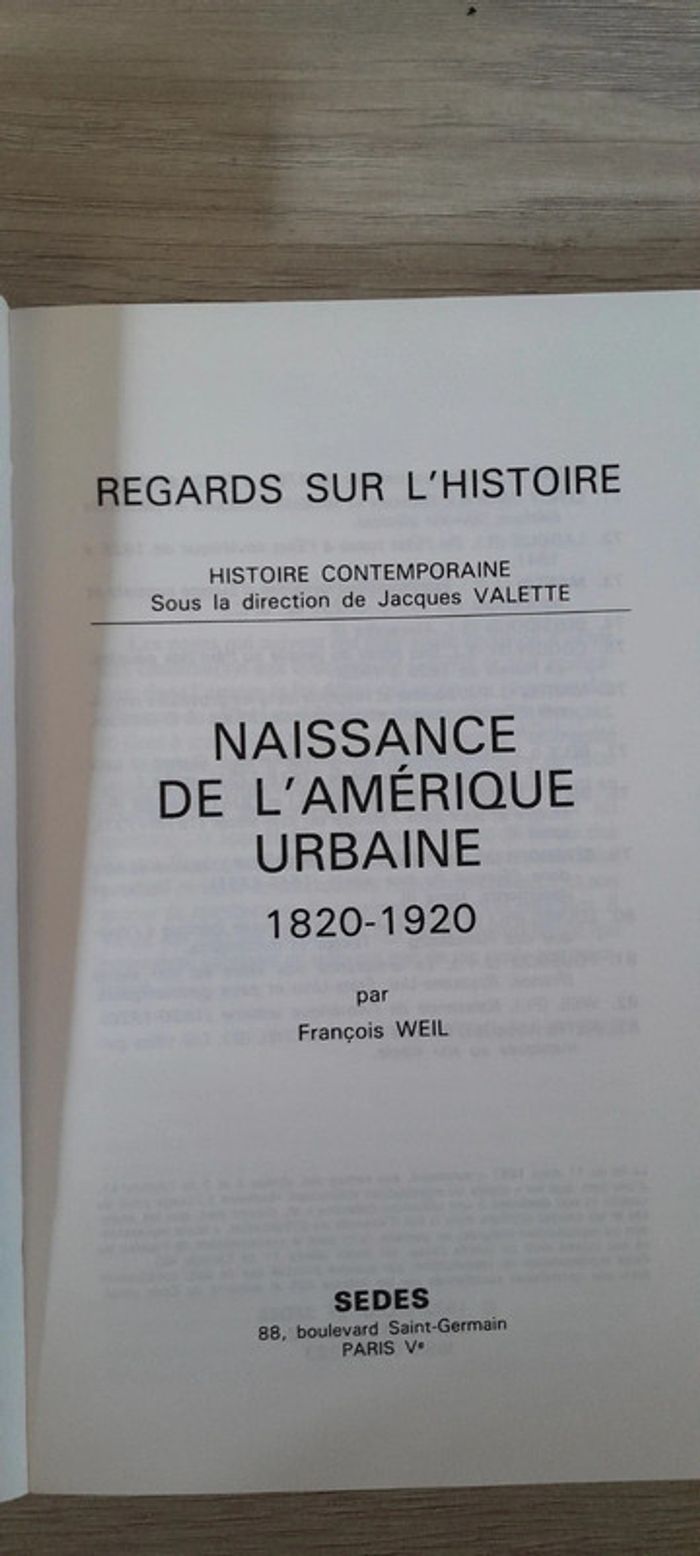 REGARDS SUR L'HISTOIRE
HISTOIRE CONTEMPORAINE
Sous la direction de Jacques VALETTE
NAISSANCE
DE L'AMÉRIQUE
URBAINE
1820-1920
par
François WEIL
SEDES
88, boulevard Saint-Germain
PARIS Vᵉ